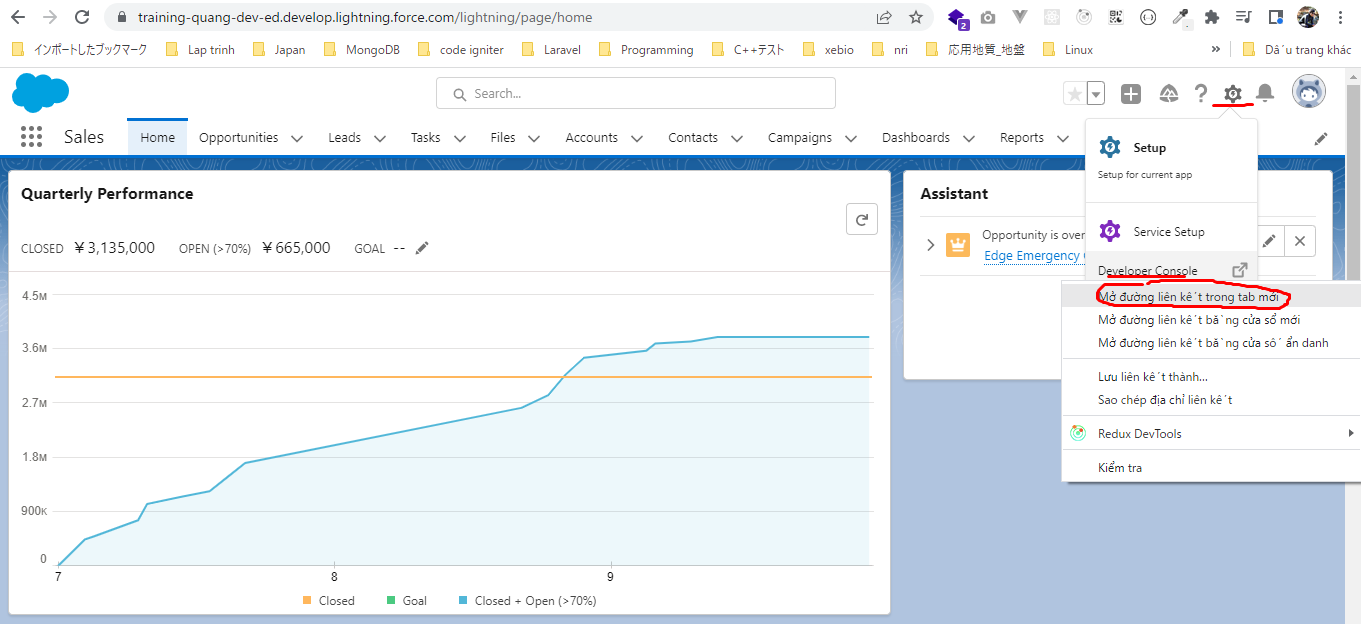 training-quang-dev-ed.develop.lightning.force.com/lightning/page/home
2
インポートしたブックマーク Lap trinh Japan MongoDB code igniter Laravel Programming C++テスト xebio nri 応用地質_地盤 Linux » Dấu trang khác
Search...
Sales Home Opportunities Leads Tasks Files Accounts Contacts Campaigns Dashboards Reports
Setup
Setup for current app
Service Setup
Developer Console
Mở đường liên kết trong tab mới
Mở đường liên kết bằng cửa sổ mới
Mở đường liên kết bằng cửa sổ ẩn danh
Lưu liên kết thành...
Sao chép địa chỉ liên kết
Redux DevTools
Kiểm tra
Quarterly Performance
CLOSED ¥3,135,000 OPEN (>70%) ¥665,000 GOAL --
4.5M
3.6M
2.7M
1.8M
900K
0
7 8 9
Closed Goal Closed + Open (>70%)
Assistant
Opportunity is over
Edge Emergency